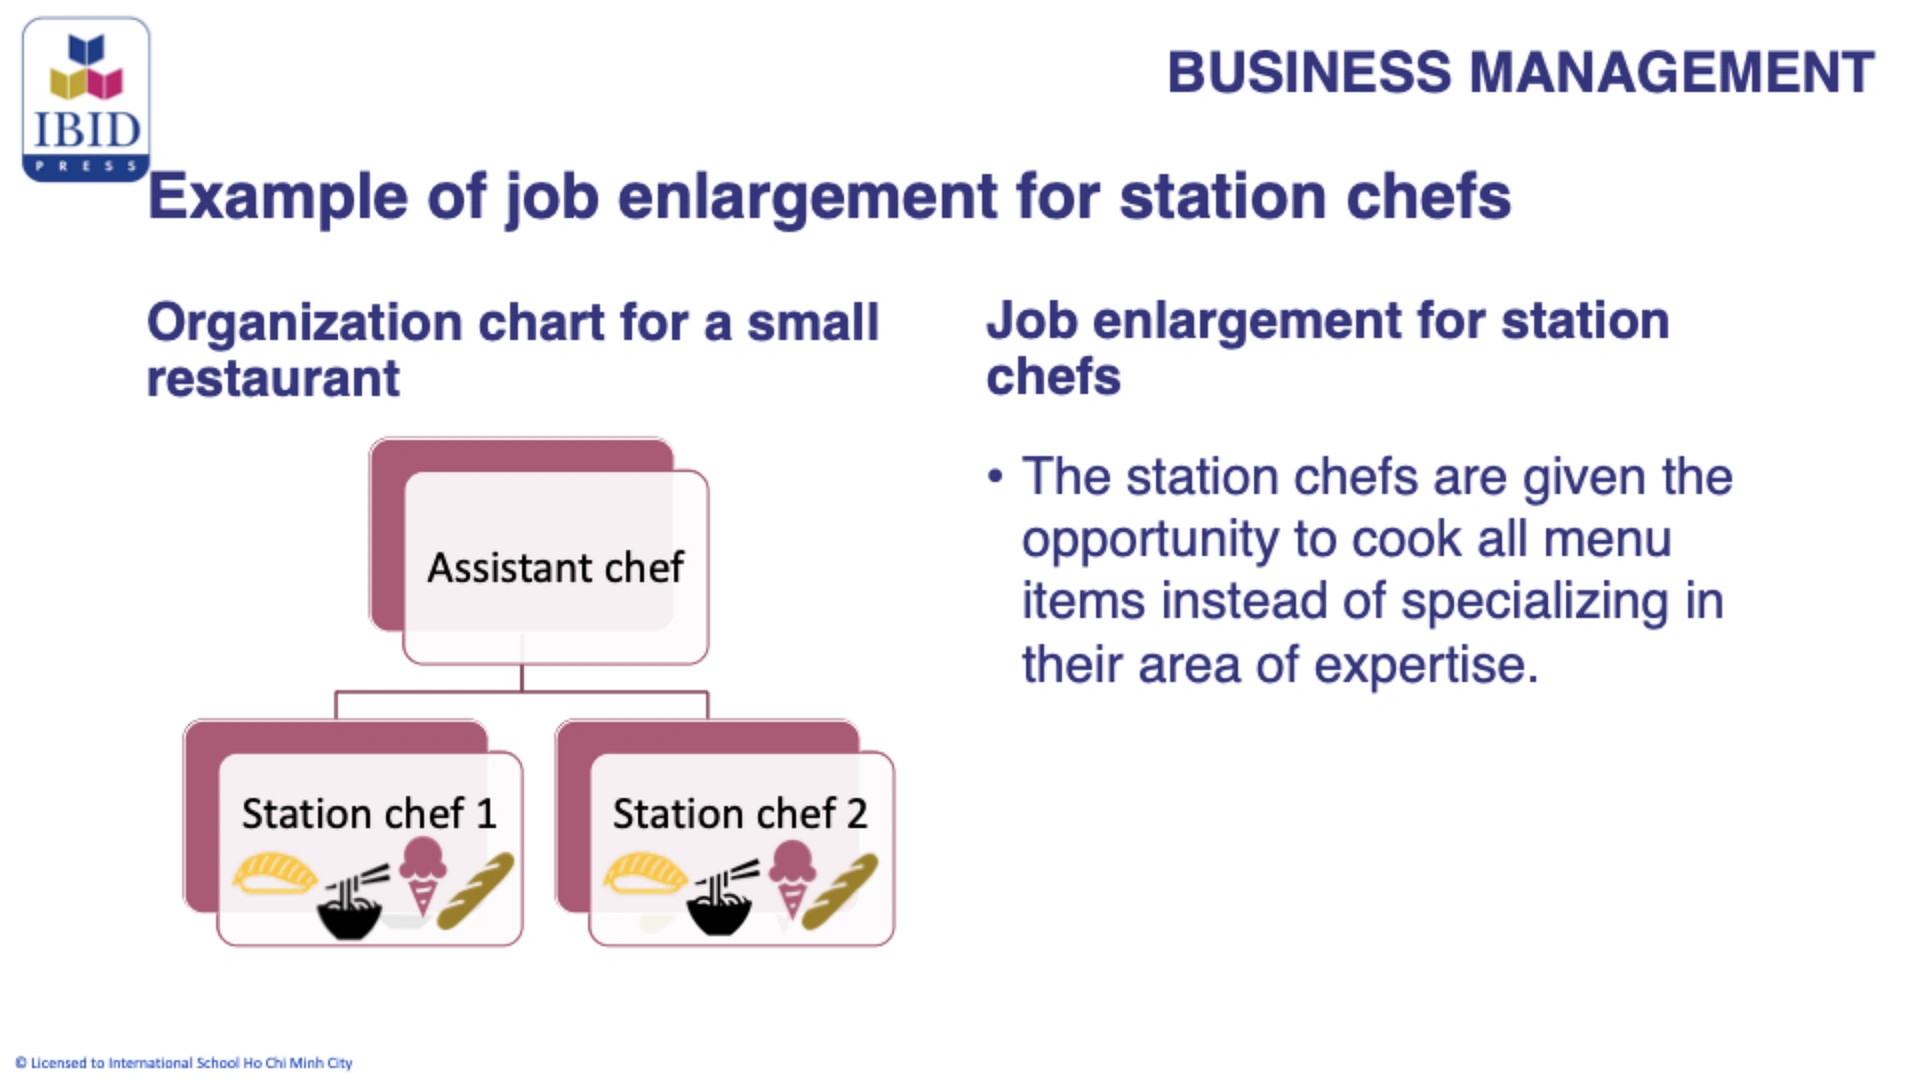 IBID
PRESS
BUSINESS MANAGEMENT
Example of job enlargement for station chefs
Organization chart for a small
restaurant
Assistant chef
Station chef 1
Station chef 2
Job enlargement for station
chefs
• The station chefs are given the
opportunity to cook all menu
items instead of specializing in
their area of expertise.
© Licensed to International School Ho Chi Minh City